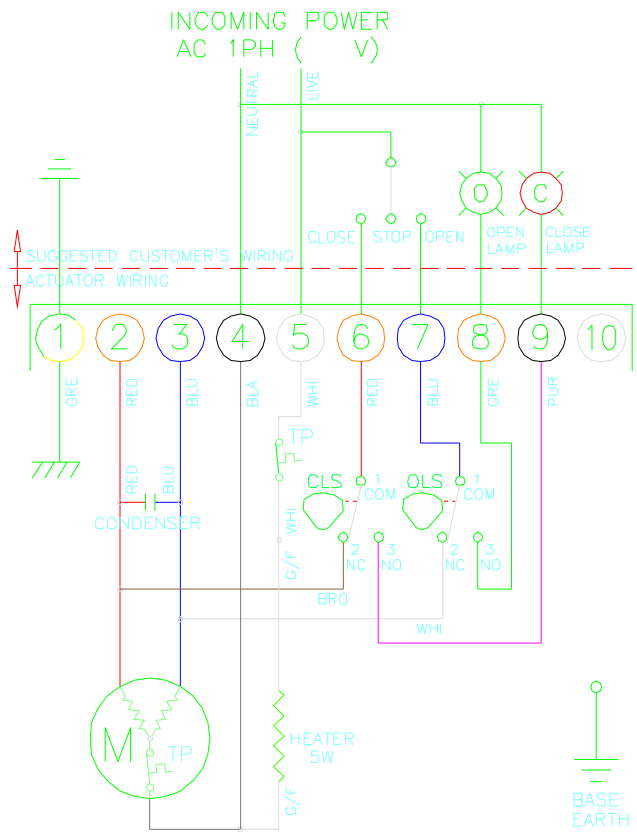 INCOMING POWER
AC 1PH (    V)
NEUTRAL
LIVE
O
C
CLOSE STOP OPEN
OPEN
LAMP
CLOSE
LAMP
SUGGESTED CUSTOMER'S WIRING
ACTUATOR WIRING
1 2 3 4 5 6 7 8 9 10
GRE
RED
BLU
BLA
WHI
RED
BLU
GRE
PUR
TP
RED
BLU
CONDENSER
WHI
G/F
CLS
1
COM
2
NC
3
NO
OLS
1
COM
2
NC
3
NO
BRO
WHI
M
TP
HEATER
5W
G/F
BASE
EARTH